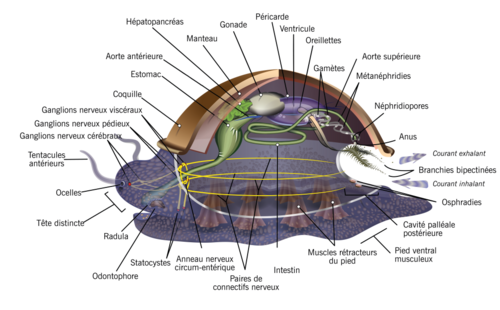 Péricarde
Hépatopancréas
Gonade
Ventricule
Manteau
Oreillettes
Aorte antérieure
Gamètes
Aorte supérieure
Estomac
Métanéphridies
Coquille
Néphridiopores
Ganglions nerveux viscéraux
Ganglions nerveux pédieux
Ganglions nerveux cérébraux
Anus
Tentacules
antérieurs
Courant exhalant
Branchies bipectinées
Courant inhalant
Ocelles
Osphradies
Tête distincte
Cavité palléale
postérieure
Radula
Statocystes
Anneau nerveux
circum-entérique
Muscles rétracteurs
du pied
Pied ventral
musculeux
Odontophore
Paires de
connectifs nerveux
Intestin